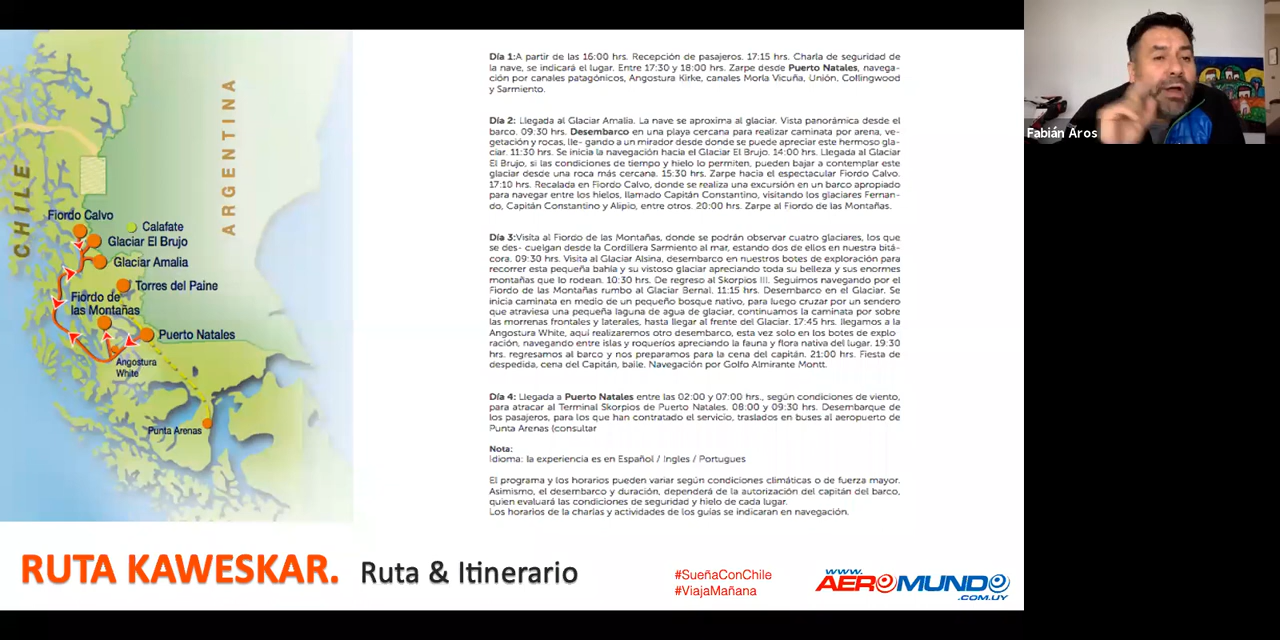 CHILE
ARGENTINA
Fiordo Calvo
Calafate
Glaciar El Brujo
Glaciar Amalia
Torres del Paine
Fiordo de
las Montañas
Puerto Natales
Angostura
White
Punta Arenas
Día 1:A partir de las 16:00 hrs. Recepción de pasajeros. 17:15 hrs. Charla de seguridad de
la nave, se indicará el lugar. Entre 17:30 y 18:00 hrs. Zarpe desde Puerto Natales, navega-
ción por canales patagónicos, Angostura Kirke, canales Morla Vicuña, Unión, Collingwood
y Sarmiento.
Día 2: Llegada al Glaciar Amalia. La nave se aproxima al glaciar. Vista panorámica desde el
barco. 09:30 hrs. Desembarco en una playa cercana para realizar caminata por arena, ve-
getación y rocas, lle- gando a un mirador desde donde se puede apreciar este hermoso gla-
ciar. 11:30 hrs. Se inicia la navegación hacia el Glaciar El Brujo. 14:00 hrs. Llegada al Glaciar
El Brujo, si las condiciones de tiempo y hielo lo permiten, pueden bajar a contemplar este
glaciar desde una roca más cercana. 15:30 hrs. Zarpe hacia el espectacular Fiordo Calvo.
17:10 hrs. Recalada en Fiordo Calvo, donde se realiza una excursión en un barco apropiado
para navegar entre los hielos, llamado Capitán Constantino, visitando los glaciares Fernan-
do, Capitán Constantino y Alipio, entre otros. 20:00 hrs. Zarpe al Fiordo de las Montañas.
Día 3:Visita al Fiordo de las Montañas, donde se podrán observar cuatro glaciares, los que
se des- cuelgan desde la Cordillera Sarmiento al mar, estando dos de ellos en nuestra bitá-
cora. 09:30 hrs. Visita al Glaciar Alsina, desembarco en nuestros botes de exploración para
recorrer esta pequeña bahía y su vistoso glaciar apreciando toda su belleza y sus enormes
montañas que lo rodean. 10:30 hrs. De regreso al Skorpios III. Seguimos navegando por el
Fiordo de las Montañas rumbo al Glaciar Bernal. 11:15 hrs. Desembarco en el Glaciar. Se
inicia caminata en medio de un pequeño bosque nativo, para luego cruzar por un sendero
que atraviesa una pequeña laguna de agua de glaciar, continuamos la caminata por sobre
las morrenas frontales y laterales, hasta llegar al frente del Glaciar. 17:45 hrs. llegamos a la
Angostura White, aquí realizaremos otro desembarco, esta vez solo en los botes de explo
ración, navegando entre islas y roqueríos apreciando la fauna y flora nativa del lugar. 19:30
hrs. regresamos al barco y nos preparamos para la cena del capitán. 21:00 hrs. Fiesta de
despedida, cena del Capitán, baile. Navegación por Golfo Almirante Montt.
Día 4: Llegada a Puerto Natales entre las 02:00 y 07:00 hrs., según condiciones de viento,
para atracar al Terminal Skorpios de Puerto Natales. 08:00 y 09:30 hrs. Desembarque de
los pasajeros, para los que han contratado el servicio, traslados en buses al aeropuerto de
Punta Arenas (consultar
Nota:
Idioma: la experiencia es en Español / Ingles / Portugues
El programa y los horarios pueden variar según condiciones climáticas o de fuerza mayor.
Asimismo, el desembarco y duración, dependerá de la autorización del capitán del barco,
quien evaluará las condiciones de seguridad y hielo de cada lugar.
Los horarios de la charlas y actividades de los guías se indicaran en navegación.
RUTA KAWESKAR. Ruta & Itinerario
#SueñaConChile
#ViajaMañana
WWW.
AEROMUNDO
.COM.UY
Fabián Aros